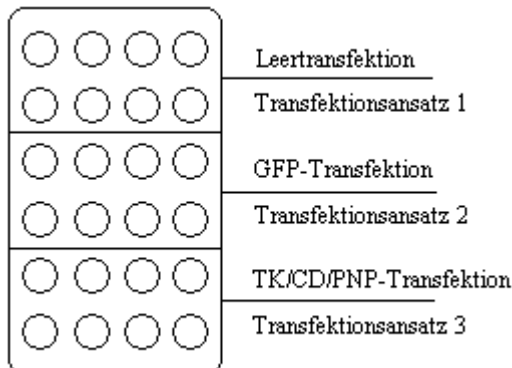 Leertransfektion
Transfektionsansatz 1
GFP-Transfektion
Transfektionsansatz 2
TK/CD/PNP-Transfektion
Transfektionsansatz 3